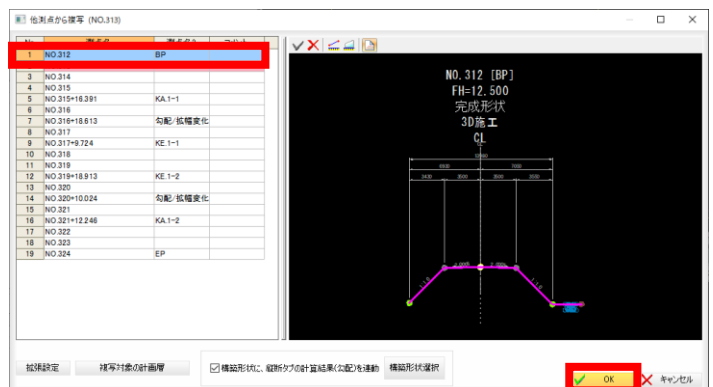 他測点から複写 (NO.313)
1 NO.312 BP
3 NO.314
4 NO.315
5 NO.315+16.391 KA.1-1
6 NO.316
7 NO.316+18.613 勾配/拡幅変化
8 NO.317
9 NO.317+9.724 KE.1-1
10 NO.318
11 NO.319
12 NO.319+18.913 KE.1-2
13 NO.320
14 NO.320+10.024 勾配/拡幅変化
15 NO.321
16 NO.321+12.246 KA.1-2
17 NO.322
18 NO.323
19 NO.324 EP
NO.312 [BP]
FH=12.500
完成形状
3D施工
CL
3500 3500
拡張設定 複写対象の計画層 構築形状に、縦断タブの計算結果(勾配)を連動 構築形状選択
OK キャンセル